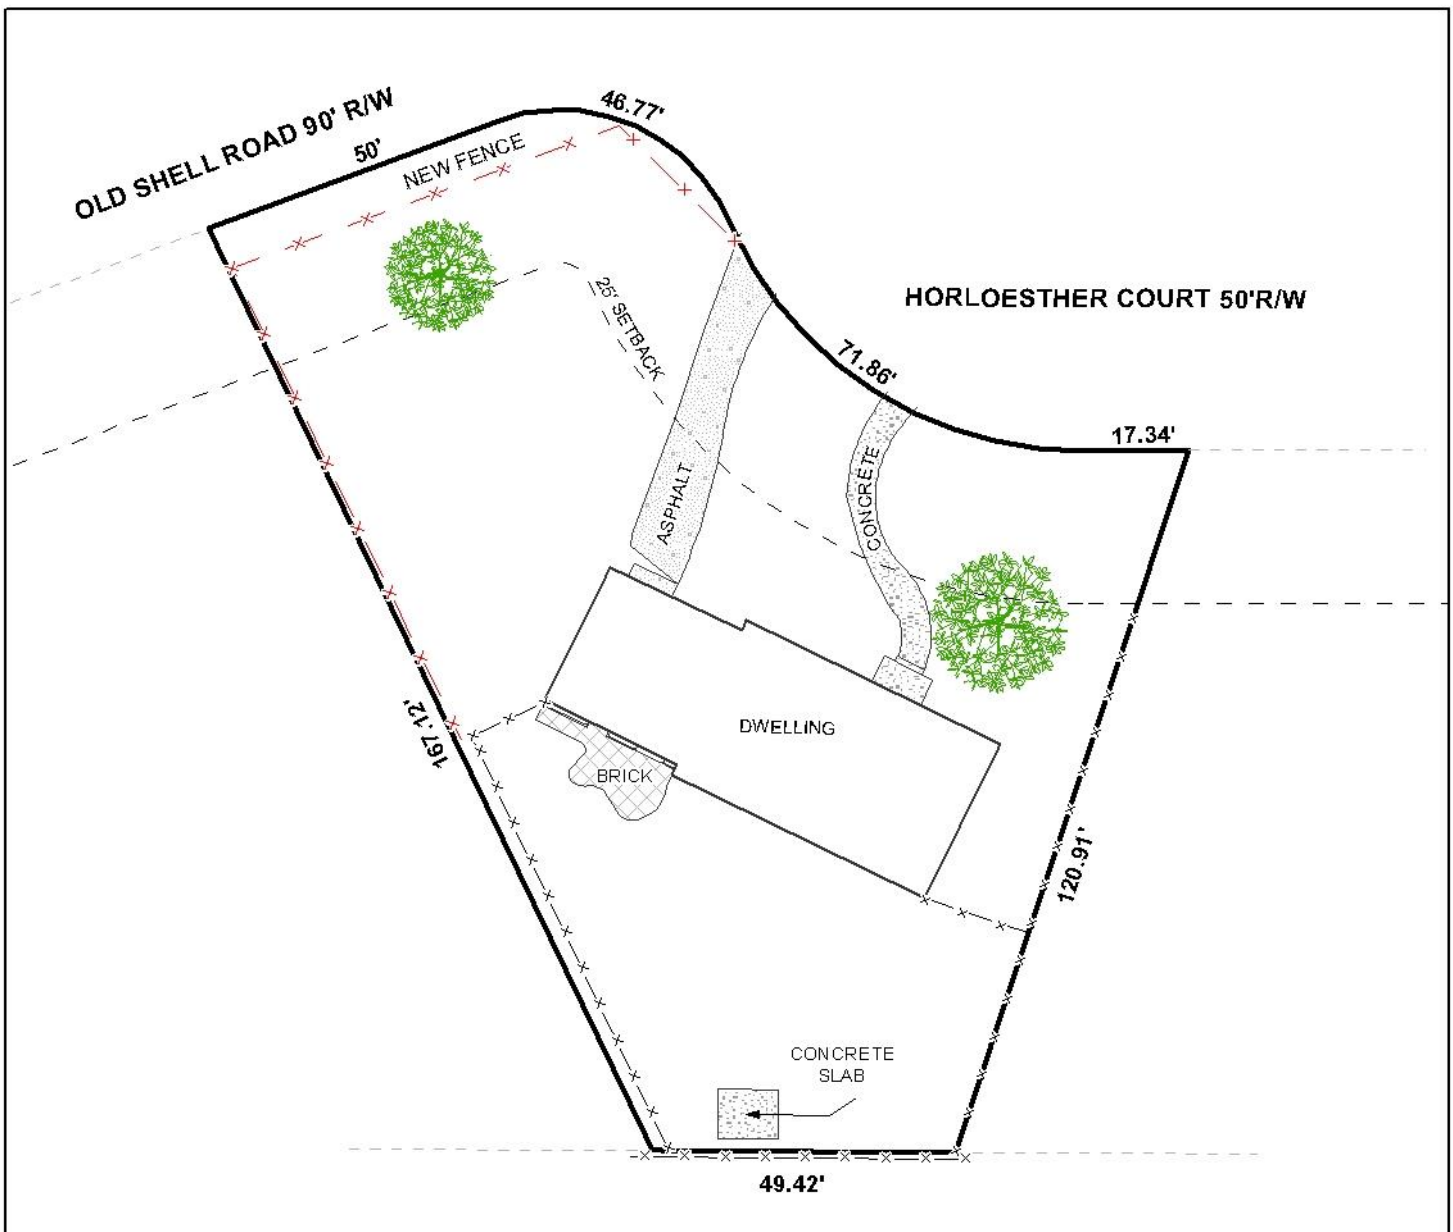 OLD SHELL ROAD 90' R/W
50'
46.77'
NEW FENCE
25' SETBACK
HORLOESTHER COURT 50'R/W
71.86'
17.34'
ASPHALT
CONCRETE
167.12'
DWELLING
BRICK
120.91'
CONCRETE
SLAB
49.42'